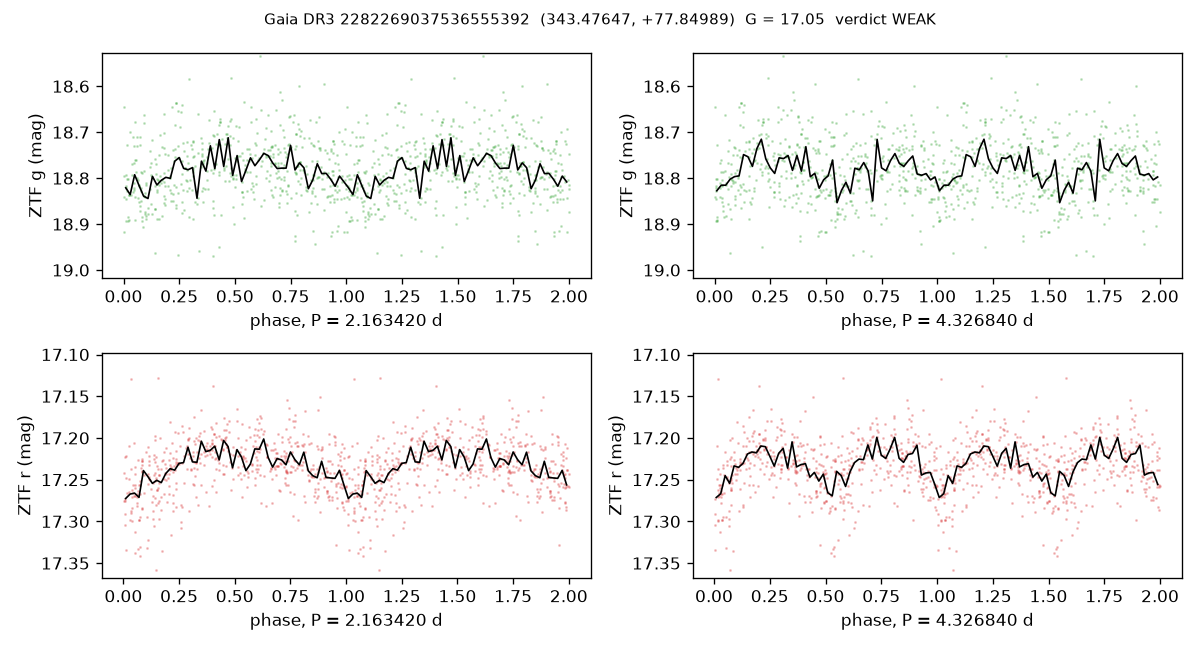 Gaia DR3 2282269037536555392 (343.47647, +77.84989) G = 17.05 verdict WEAK
ZTF g (mag)
18.6
18.7
18.8
18.9
19.0
0.00 0.25 0.50 0.75 1.00 1.25 1.50 1.75 2.00
phase, P = 2.163420 d
ZTF g (mag)
18.6
18.7
18.8
18.9
19.0
0.00 0.25 0.50 0.75 1.00 1.25 1.50 1.75 2.00
phase, P = 4.326840 d
ZTF r (mag)
17.10
17.15
17.20
17.25
17.30
17.35
0.00 0.25 0.50 0.75 1.00 1.25 1.50 1.75 2.00
phase, P = 2.163420 d
ZTF r (mag)
17.10
17.15
17.20
17.25
17.30
17.35
0.00 0.25 0.50 0.75 1.00 1.25 1.50 1.75 2.00
phase, P = 4.326840 d